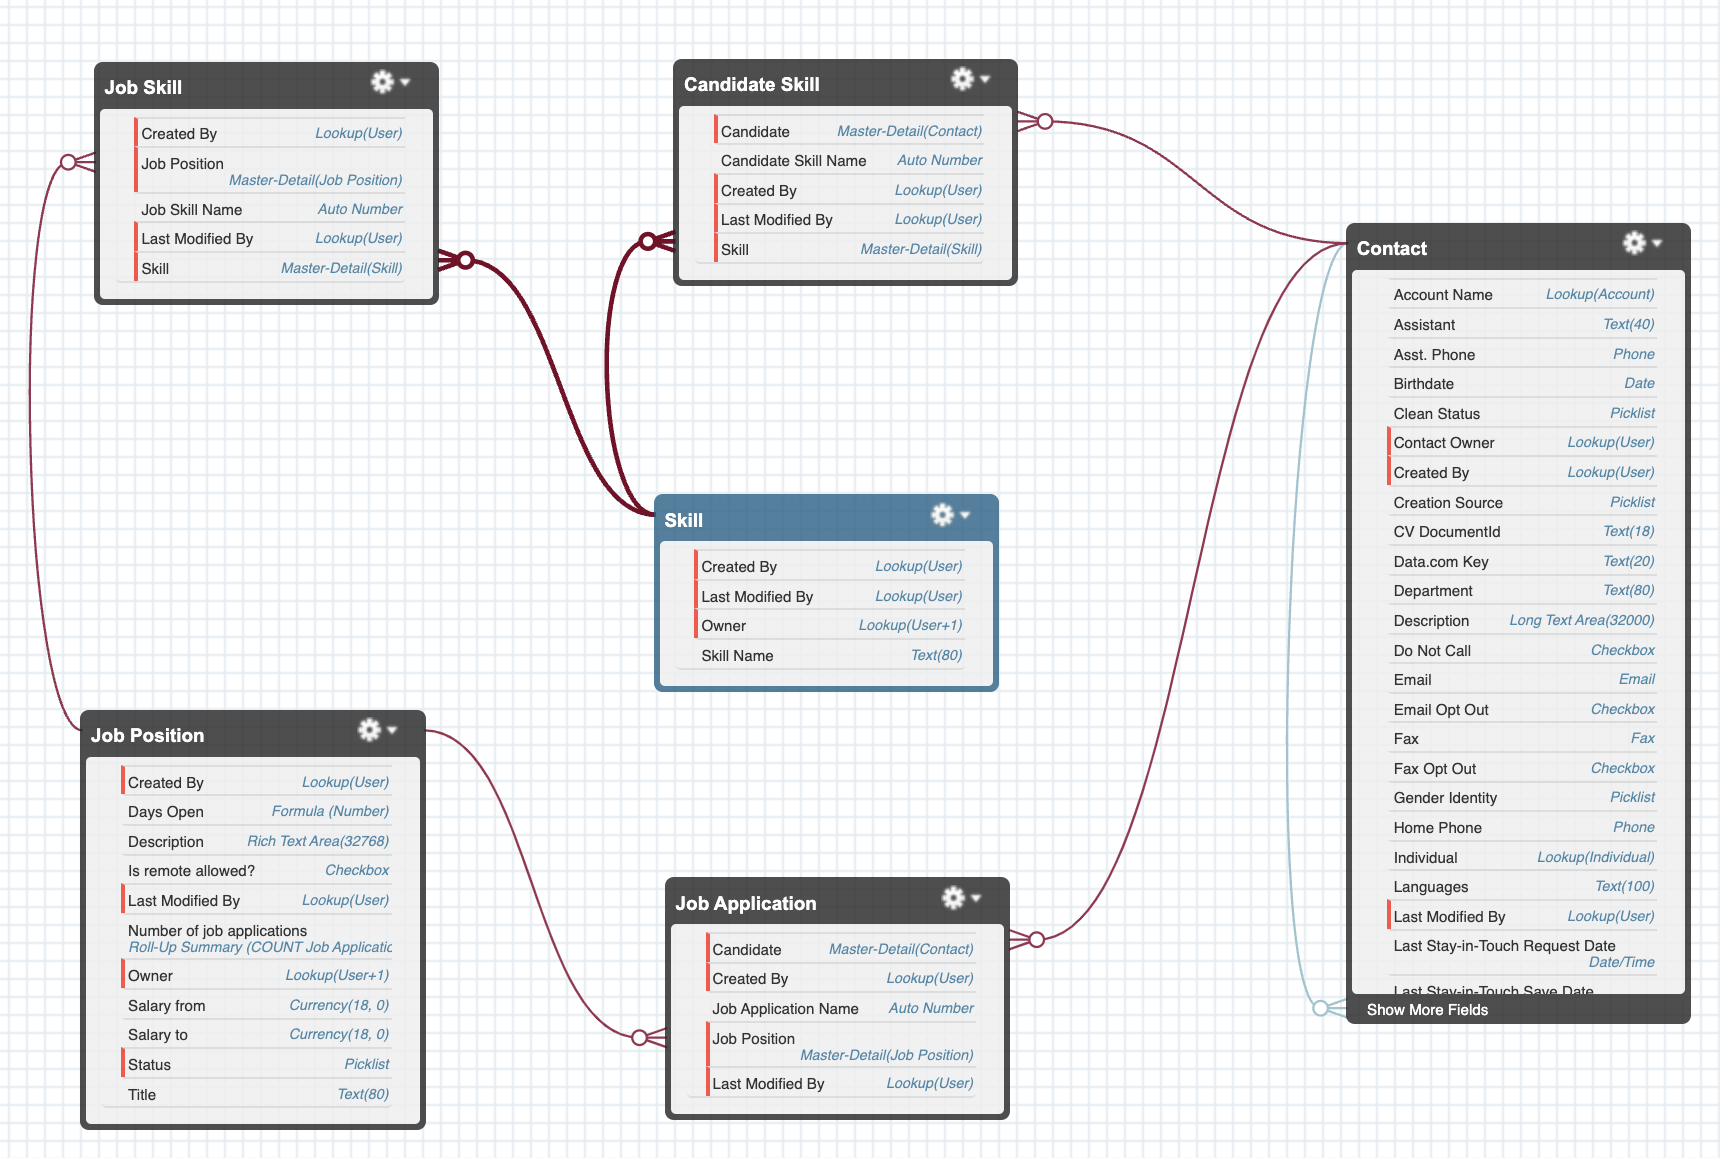 Job Skill
Created By Lookup(User)
Job Position
Master-Detail(Job Position)
Job Skill Name Auto Number
Last Modified By Lookup(User)
Skill Master-Detail(Skill)
Candidate Skill
Candidate Master-Detail(Contact)
Candidate Skill Name Auto Number
Created By Lookup(User)
Last Modified By Lookup(User)
Skill Master-Detail(Skill)
Contact
Account Name Lookup(Account)
Assistant Text(40)
Asst. Phone Phone
Birthdate Date
Clean Status Picklist
Contact Owner Lookup(User)
Created By Lookup(User)
Creation Source Picklist
CV DocumentId Text(18)
Data.com Key Text(20)
Department Text(80)
Description Long Text Area(32000)
Do Not Call Checkbox
Email Email
Email Opt Out Checkbox
Fax Fax
Fax Opt Out Checkbox
Gender Identity Picklist
Home Phone Phone
Individual Lookup(Individual)
Languages Text(100)
Last Modified By Lookup(User)
Last Stay-in-Touch Request Date
Date/Time
Last Stay-in-Touch Save Date
Show More Fields
Skill
Created By Lookup(User)
Last Modified By Lookup(User)
Owner Lookup(User+1)
Skill Name Text(80)
Job Position
Created By Lookup(User)
Days Open Formula (Number)
Description Rich Text Area(32768)
Is remote allowed? Checkbox
Last Modified By Lookup(User)
Number of job applications
Roll-Up Summary (COUNT Job Applicatic
Owner Lookup(User+1)
Salary from Currency(18, 0)
Salary to Currency(18, 0)
Status Picklist
Title Text(80)
Job Application
Candidate Master-Detail(Contact)
Created By Lookup(User)
Job Application Name Auto Number
Job Position
Master-Detail(Job Position)
Last Modified By Lookup(User)